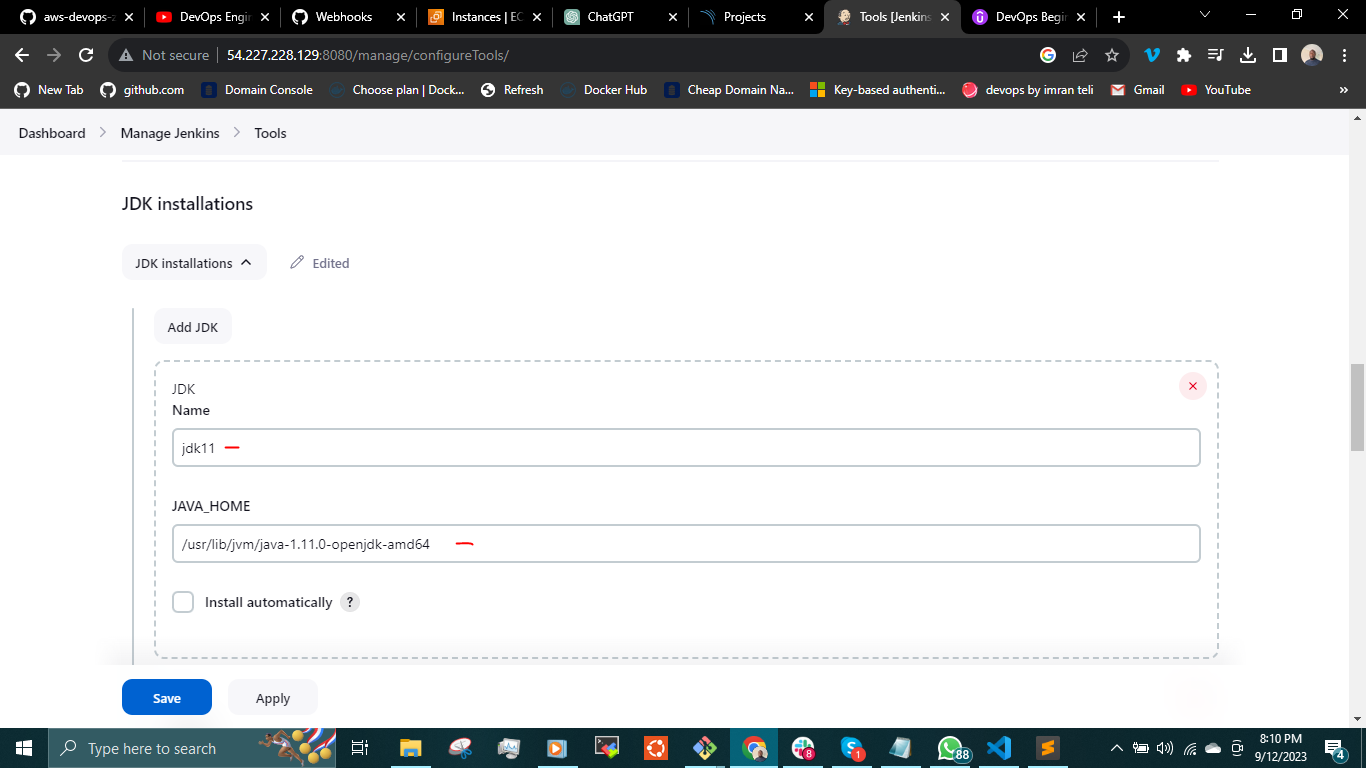 aws-devops-z
DevOps Engin
Webhooks
Instances | EC
ChatGPT
Projects
Tools [Jenkins
DevOps Begin
Not secure
54.227.228.129:8080/manage/configureTools/
New Tab
github.com
Domain Console
Choose plan | Dock...
Refresh
Docker Hub
Cheap Domain Na...
Key-based authenti...
devops by imran teli
Gmail
YouTube
»
Dashboard > Manage Jenkins > Tools
JDK installations
JDK installations
Edited
Add JDK
JDK
Name
jdk11
JAVA_HOME
/usr/lib/jvm/java-1.11.0-openjdk-amd64
Install automatically ?
Save
Apply
Type here to search
8
1
88
8:10 PM
9/12/2023
4